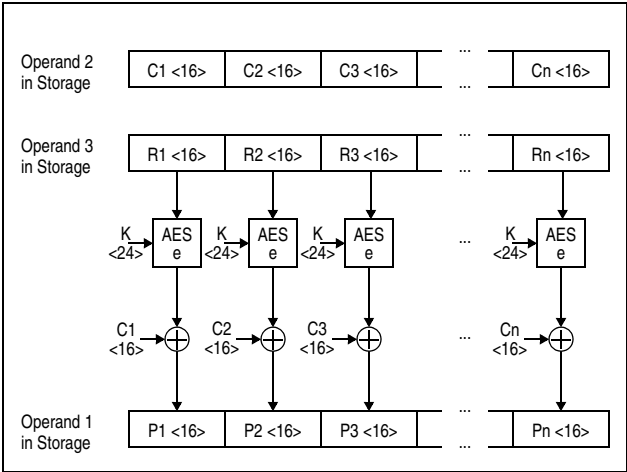 Operand 2
in Storage
C1 <16> C2 <16> C3 <16> ... ... Cn <16>
Operand 3
in Storage
R1 <16> R2 <16> R3 <16> ... ... Rn <16>
K <24> AES e K <24> AES e K <24> AES e ... K <24> AES e
C1 <16> C2 <16> C3 <16> ... Cn <16>
Operand 1
in Storage
P1 <16> P2 <16> P3 <16> ... ... Pn <16>